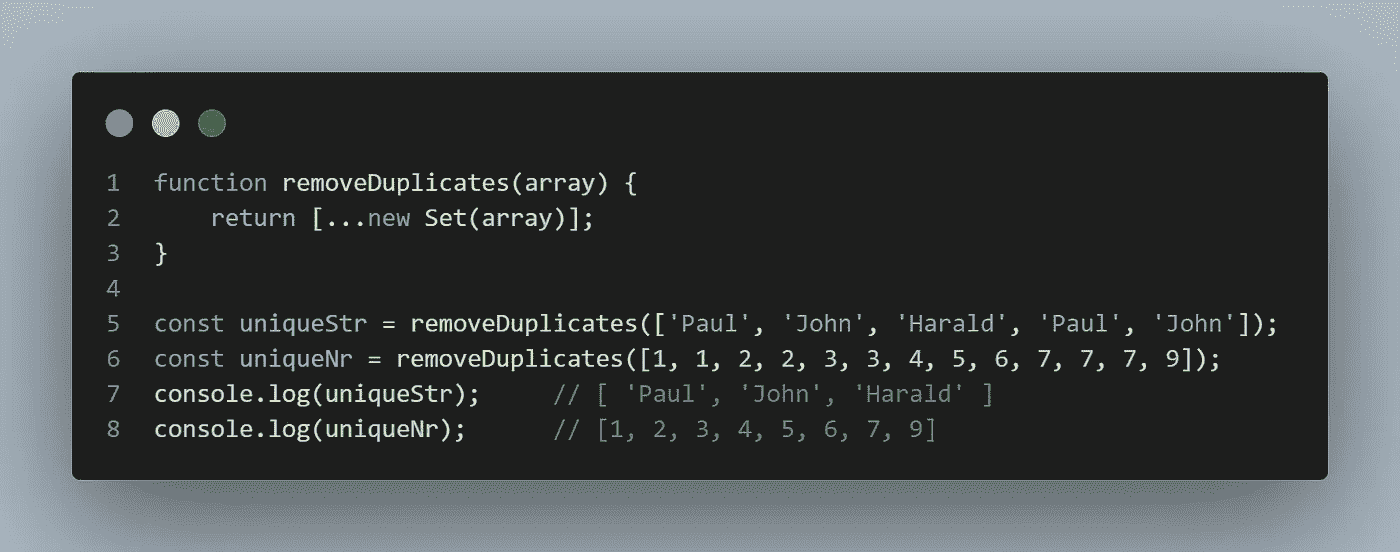 1 function removeDuplicates(array) {
2     return [...new Set(array)];
3 }
4
5 const uniqueStr = removeDuplicates(['Paul', 'John', 'Harald', 'Paul', 'John']);
6 const uniqueNr = removeDuplicates([1, 1, 2, 2, 3, 3, 4, 5, 6, 7, 7, 7, 9]);
7 console.log(uniqueStr);     // [ 'Paul', 'John', 'Harald' ]
8 console.log(uniqueNr);      // [1, 2, 3, 4, 5, 6, 7, 9]